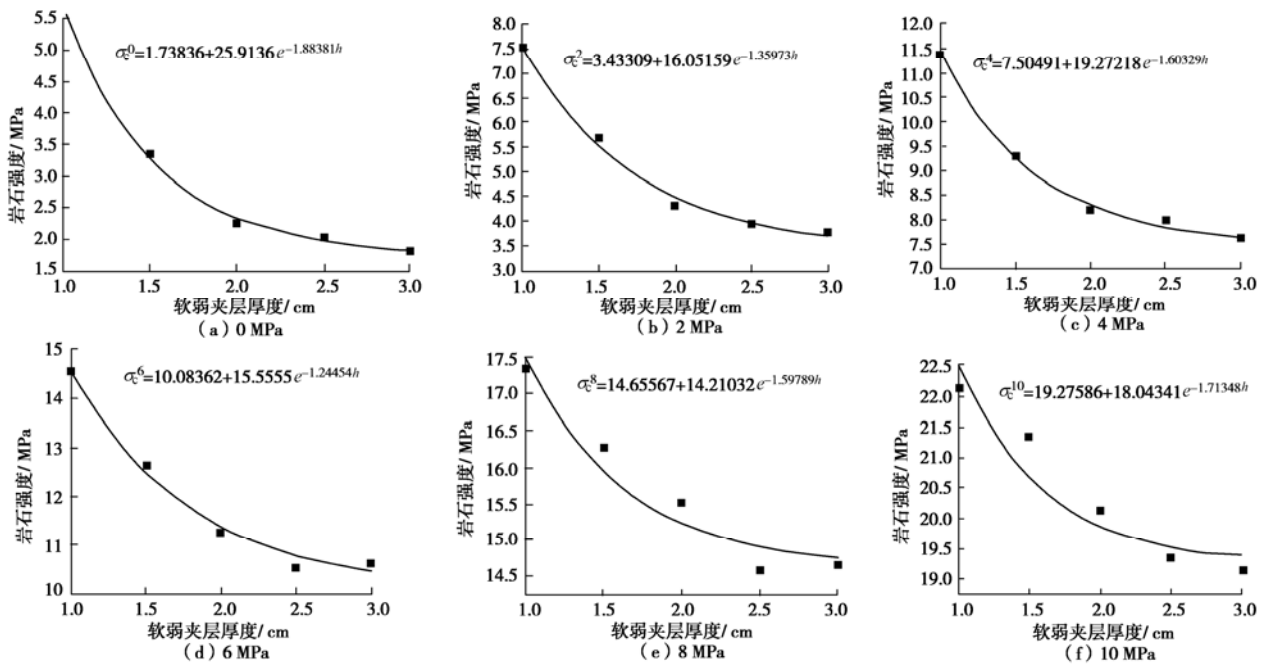 5.5
5.0
4.5
4.0
3.5
3.0
2.5
2.0
1.5
岩石强度/MPa
σc⁰=1.73836+25.9136e^{-1.88381h}
1.0 1.5 2.0 2.5 3.0
软弱夹层厚度/cm
(a) 0 MPa
8.0
7.5
7.0
6.5
6.0
5.5
5.0
4.5
4.0
3.5
3.0
岩石强度/MPa
σc²=3.43309+16.05159e^{-1.35973h}
1.0 1.5 2.0 2.5 3.0
软弱夹层厚度/cm
(b) 2 MPa
11.5
11.0
10.5
10.0
9.5
9.0
8.5
8.0
7.5
7.0
岩石强度/MPa
σc⁴=7.50491+19.27218e^{-1.60329h}
1.0 1.5 2.0 2.5 3.0
软弱夹层厚度/cm
(c) 4 MPa
15
14
13
12
11
10
岩石强度/MPa
σc⁶=10.08362+15.5555e^{-1.24454h}
1.0 1.5 2.0 2.5 3.0
软弱夹层厚度/cm
(d) 6 MPa
17.5
17.0
16.5
16.0
15.5
15.0
14.5
岩石强度/MPa
σc⁸=14.65567+14.21032e^{-1.59789h}
1.0 1.5 2.0 2.5 3.0
软弱夹层厚度/cm
(e) 8 MPa
22.5
22.0
21.5
21.0
20.5
20.0
19.5
19.0
岩石强度/MPa
σc¹⁰=19.27586+18.04341e^{-1.71348h}
1.0 1.5 2.0 2.5 3.0
软弱夹层厚度/cm
(f) 10 MPa